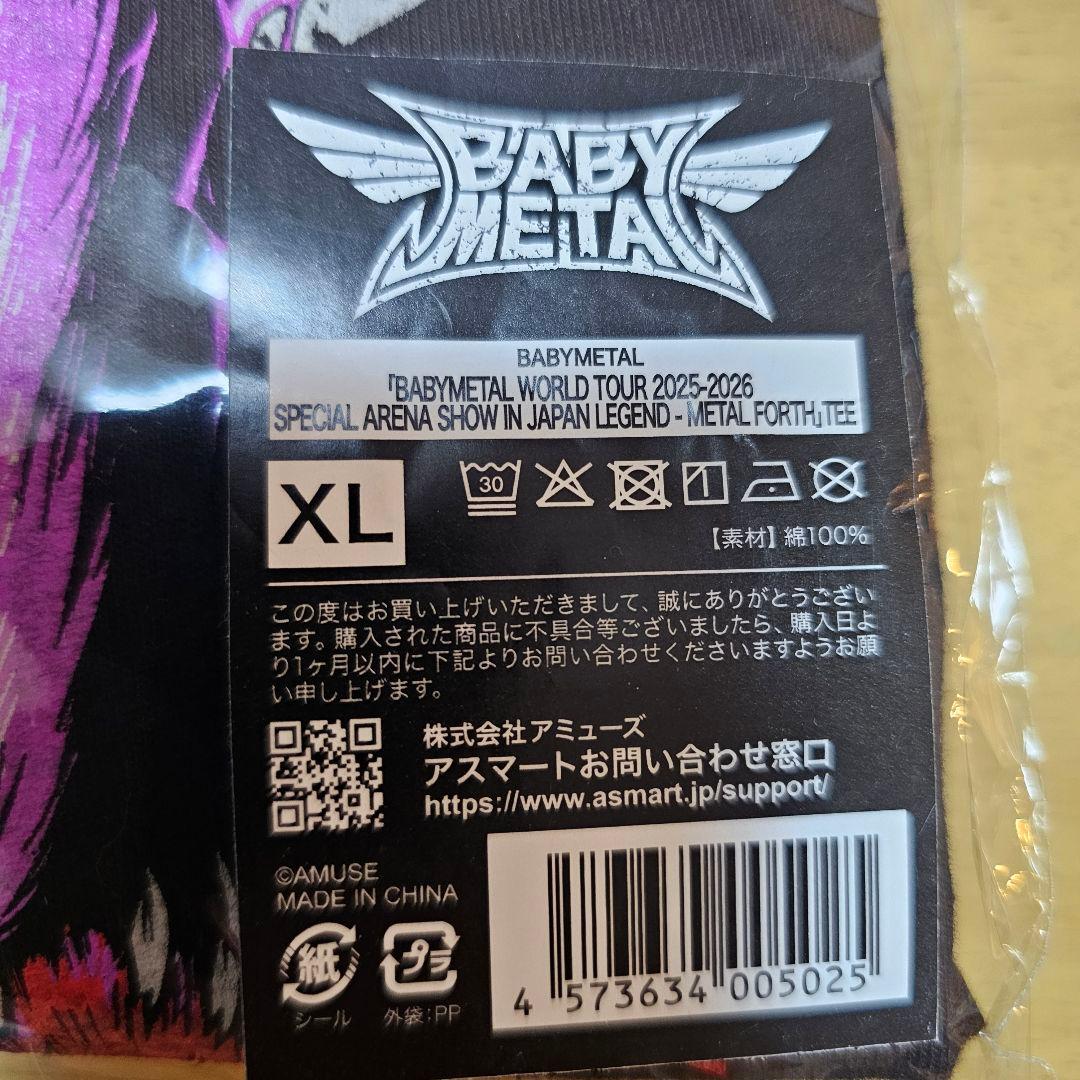 BABY
METAL
BABYMETAL
「BABYMETAL WORLD TOUR 2025-2026
SPECIAL ARENA SHOW IN JAPAN LEGEND - METAL FORTH」TEE
30
XL
【素材】綿100%
この度はお買い上げいただきまして、誠にありがとうござい
ます。購入された商品に不具合等ございましたら、購入日よ
り1ヶ月以内に下記よりお問い合わせくださいますようお願
い申し上げます。
株式会社アミューズ
アスマートお問い合わせ窓口
https://www.asmart.jp/support/
©AMUSE
MADE IN CHINA
紙
プラ
シール
外袋:PP
4 573634 005025